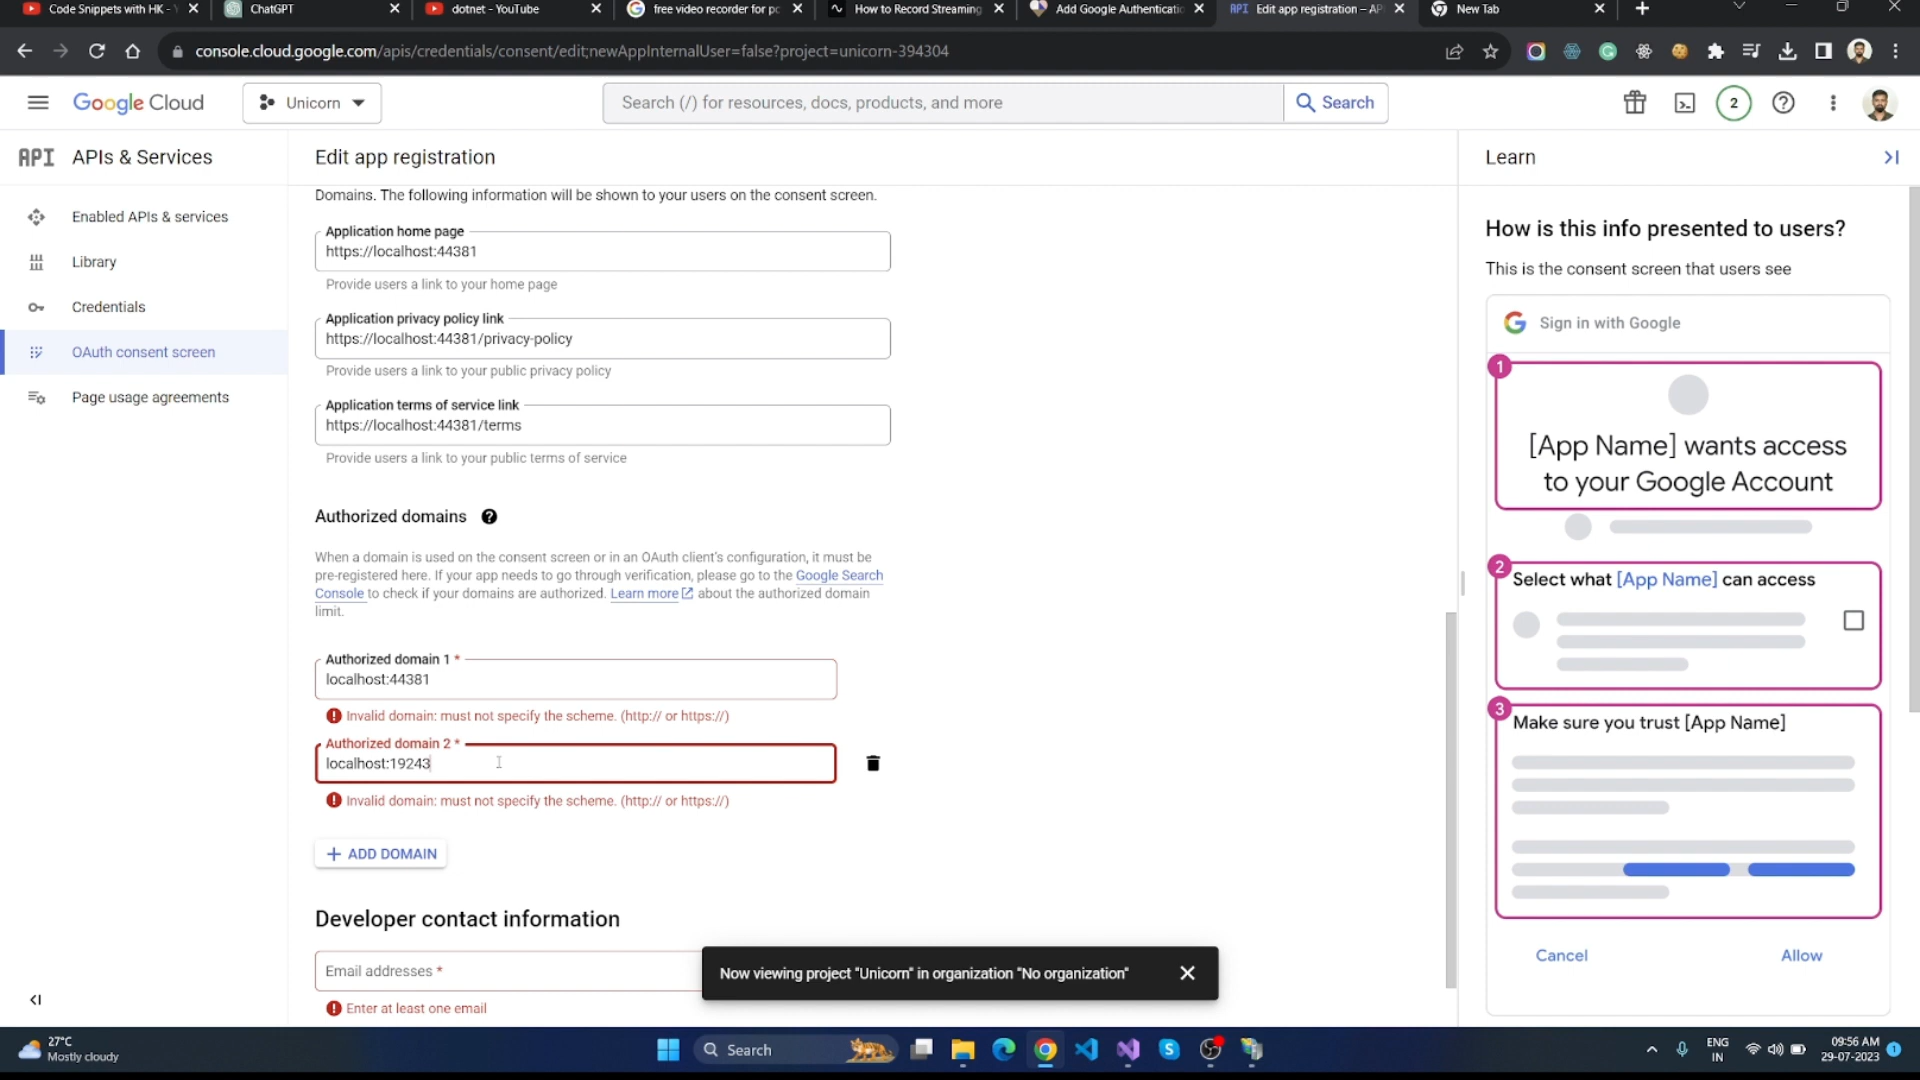 Code Snippets with HK -
ChatGPT
dotnet - YouTube
free video recorder for pc
How to Record Streaming
Add Google Authenticatio
API Edit app registration – AP
New Tab
console.cloud.google.com/apis/credentials/consent/edit;newAppInternalUser=false?project=unicorn-394304
Google Cloud
Unicorn
Search (/) for resources, docs, products, and more
Search
2
API APIs & Services
Enabled APIs & services
Library
Credentials
OAuth consent screen
Page usage agreements
Edit app registration
Domains. The following information will be shown to your users on the consent screen.
Application home page
https://localhost:44381
Provide users a link to your home page
Application privacy policy link
https://localhost:44381/privacy-policy
Provide users a link to your public privacy policy
Application terms of service link
https://localhost:44381/terms
Provide users a link to your public terms of service
Authorized domains
When a domain is used on the consent screen or in an OAuth client's configuration, it must be
pre-registered here. If your app needs to go through verification, please go to the Google Search
Console to check if your domains are authorized. Learn more about the authorized domain
limit.
Authorized domain 1 *
localhost:44381
Invalid domain: must not specify the scheme. (http:// or https://)
Authorized domain 2 *
localhost:19243
Invalid domain: must not specify the scheme. (http:// or https://)
+ ADD DOMAIN
Developer contact information
Email addresses *
Enter at least one email
Now viewing project "Unicorn" in organization "No organization"
Learn
How is this info presented to users?
This is the consent screen that users see
Sign in with Google
1
[App Name] wants access
to your Google Account
2
Select what [App Name] can access
3
Make sure you trust [App Name]
Cancel
Allow
27°C
Mostly cloudy
Search
ENG
IN
09:56 AM
29-07-2023
1